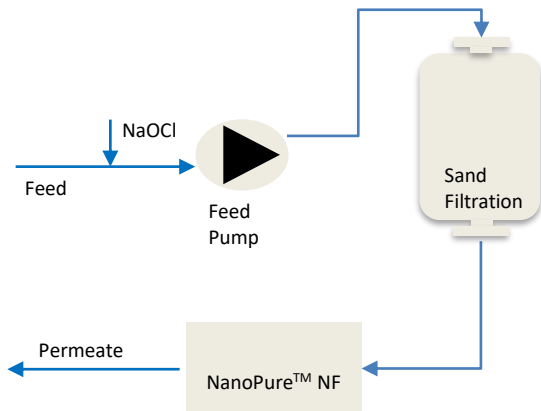 NaOCl
Feed
Feed
Pump
Sand
Filtration
Permeate
NanoPure™ NF